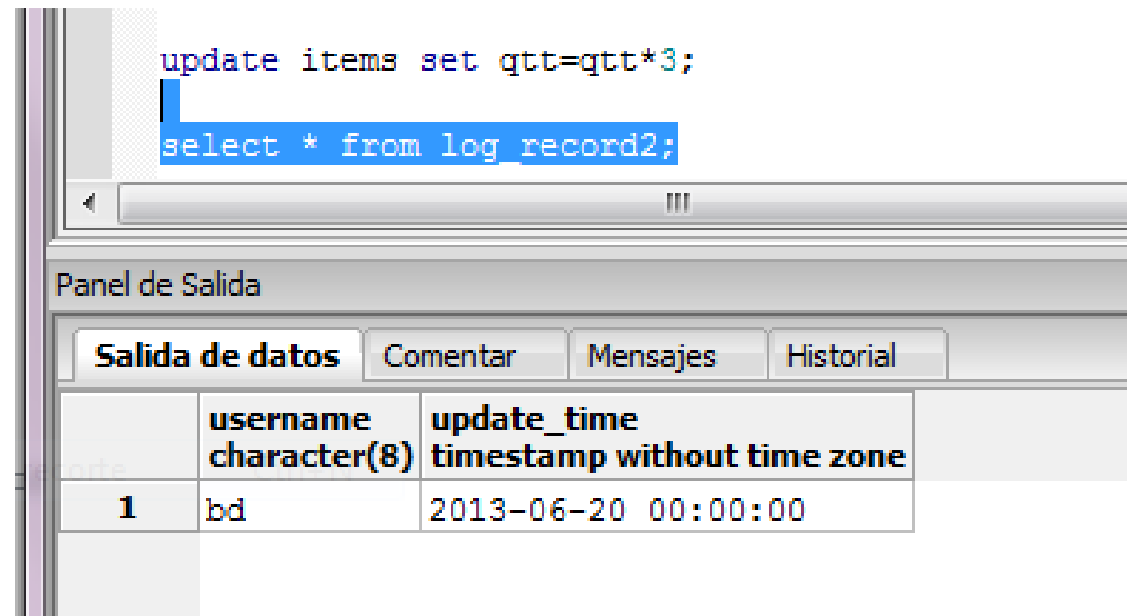 update items set qtt=qtt*3;
select * from log_record2;
Panel de Salida
Salida de datos Comentar Mensajes Historial
username update_time
character(8) timestamp without time zone
1 bd 2013-06-20 00:00:00